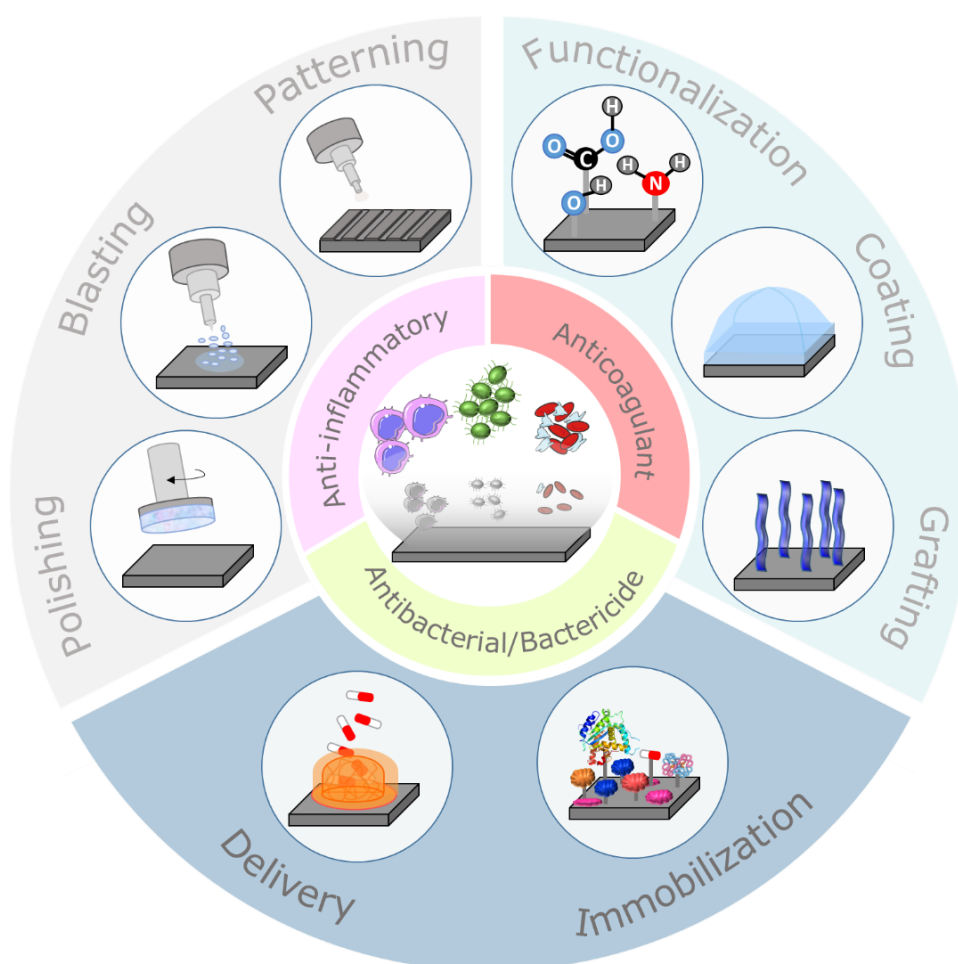 Patterning
Functionalization
Blasting
Coating
Polishing
Grafting
Delivery
Immobilization
Anti-inflammatory
Anticoagulant
Antibacterial/Bactericide
H
O
O
C
H
O
H
H
N